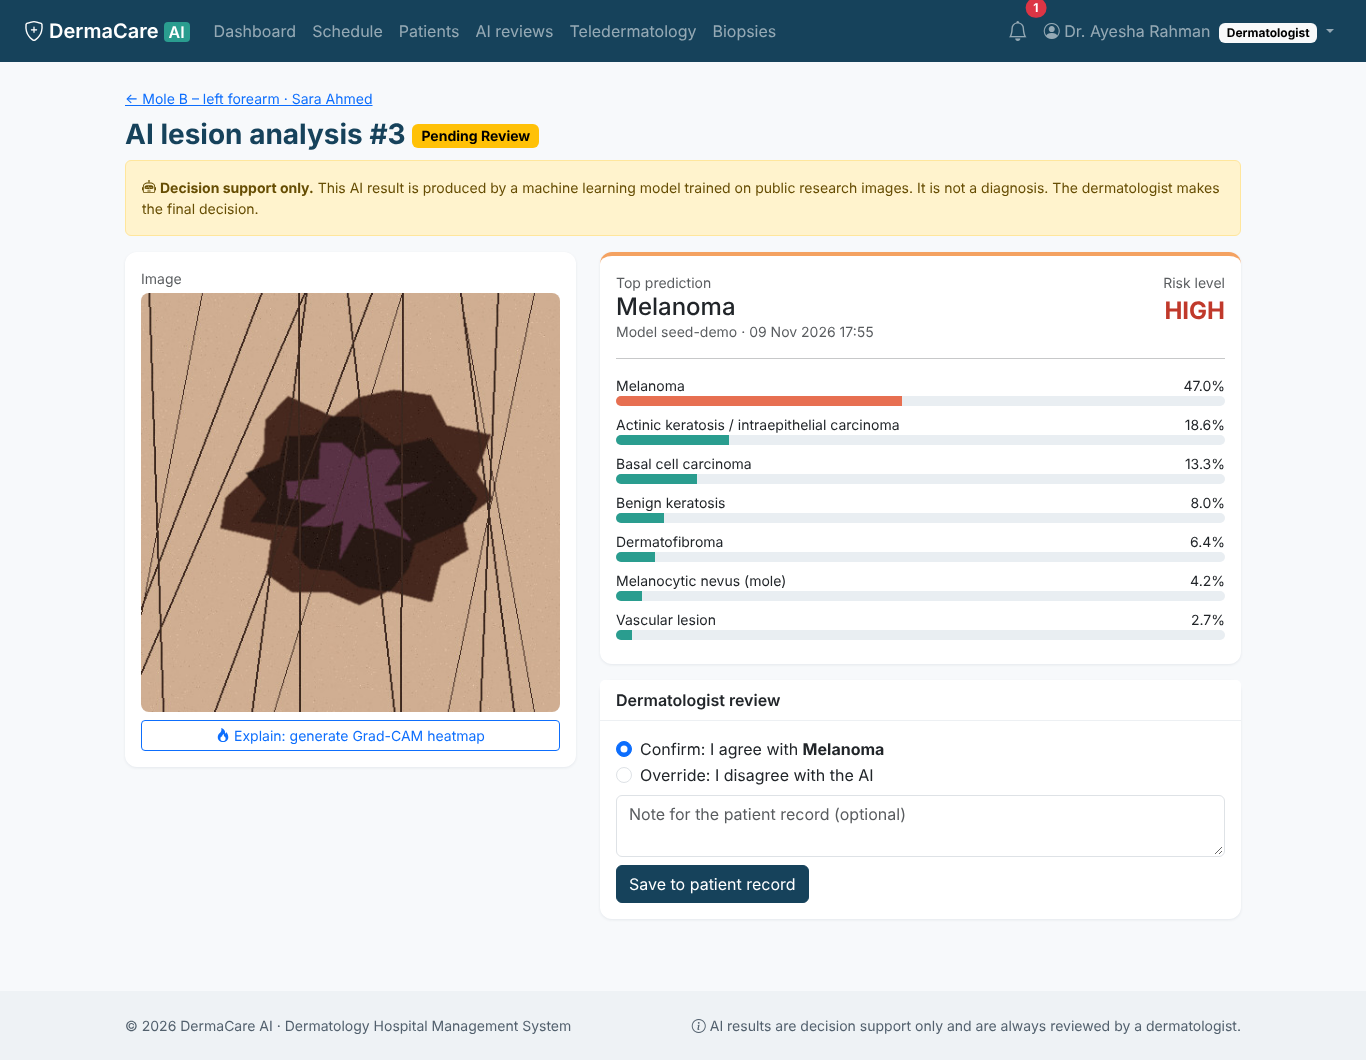 DermaCare AI
Dashboard
Schedule
Patients
AI reviews
Teledermatology
Biopsies
1
Dr. Ayesha Rahman
Dermatologist
← Mole B – left forearm · Sara Ahmed
AI lesion analysis #3
Pending Review
Decision support only. This AI result is produced by a machine learning model trained on public research images. It is not a diagnosis. The dermatologist makes
the final decision.
Image
Explain: generate Grad-CAM heatmap
Top prediction
Melanoma
Model seed-demo · 09 Nov 2026 17:55
Risk level
HIGH
Melanoma 47.0%
Actinic keratosis / intraepithelial carcinoma 18.6%
Basal cell carcinoma 13.3%
Benign keratosis 8.0%
Dermatofibroma 6.4%
Melanocytic nevus (mole) 4.2%
Vascular lesion 2.7%
Dermatologist review
Confirm: I agree with Melanoma
Override: I disagree with the AI
Note for the patient record (optional)
Save to patient record
© 2026 DermaCare AI · Dermatology Hospital Management System
AI results are decision support only and are always reviewed by a dermatologist.